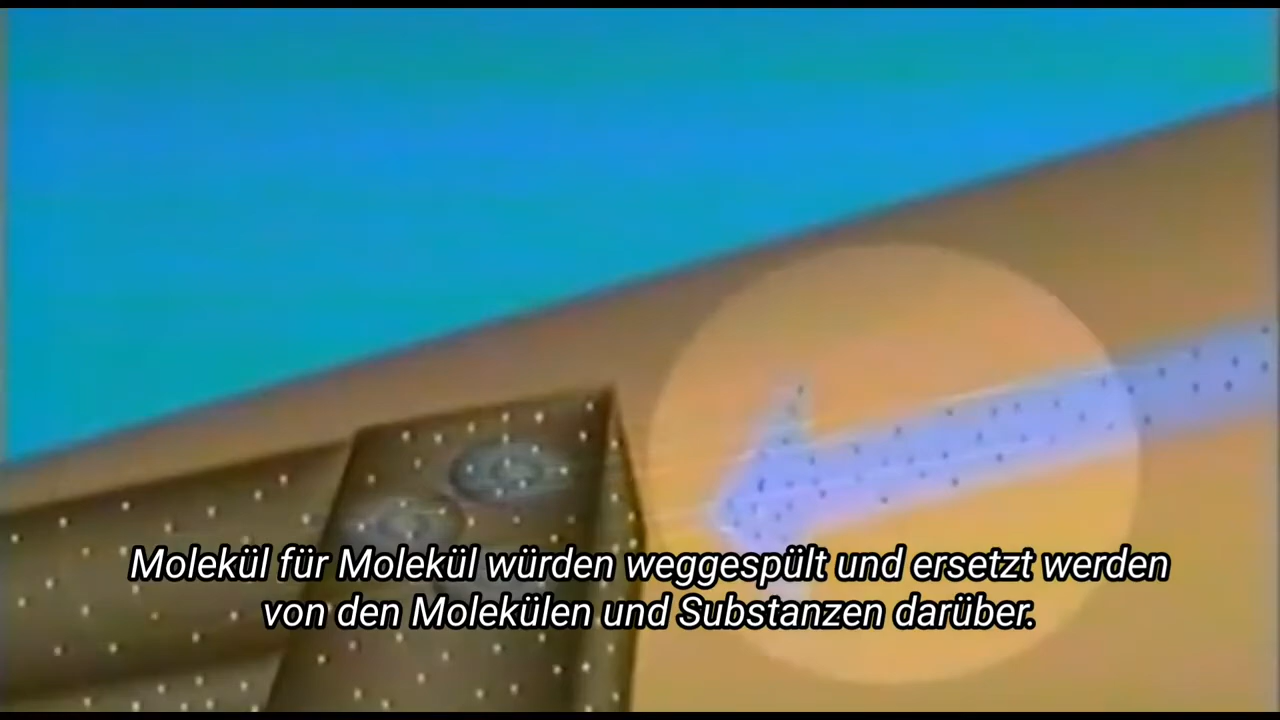 Molekül für Molekül würden weggespült und ersetzt werden
von den Molekülen und Substanzen darüber.